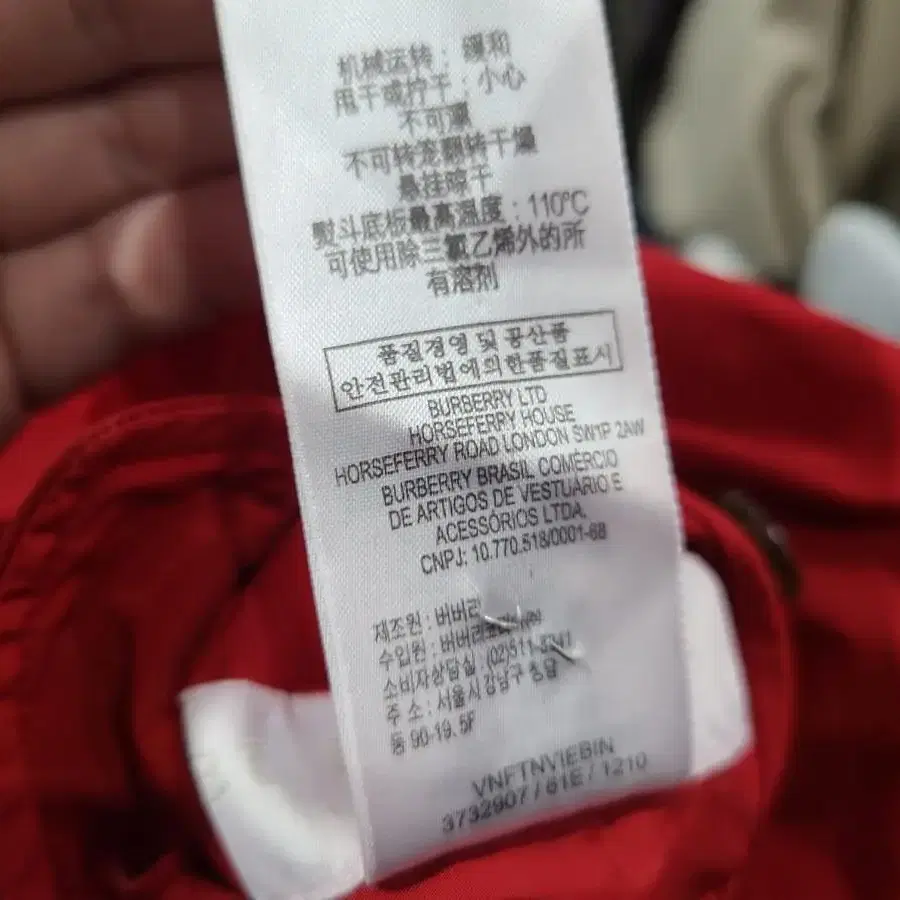 机械运转：缓和
甩干或拧干：小心
不可漂
不可转笼翻转干燥
悬挂晾干
熨斗底板最高温度：110°C
可使用除三氯乙烯外的所
有溶剂
품질경영 및 공산품
안전관리법에의한품질표시
BURBERRY LTD
HORSEFERRY HOUSE
HORSEFERRY ROAD LONDON SW1P 2AW
BURBERRY BRASIL COMÉRCIO
DE ARTIGOS DE VESTUÁRIO E
ACESSÓRIOS LTDA.
CNPJ: 10.770.518/0001-68
제조원 : 버버리
수입원 : 버버리코리아
소비자상담실 : (02)511-
주 소 : 서울시강남구청담
동 90-19.5F
VNFTNVIEBIN
3732907 / 61E / 1210